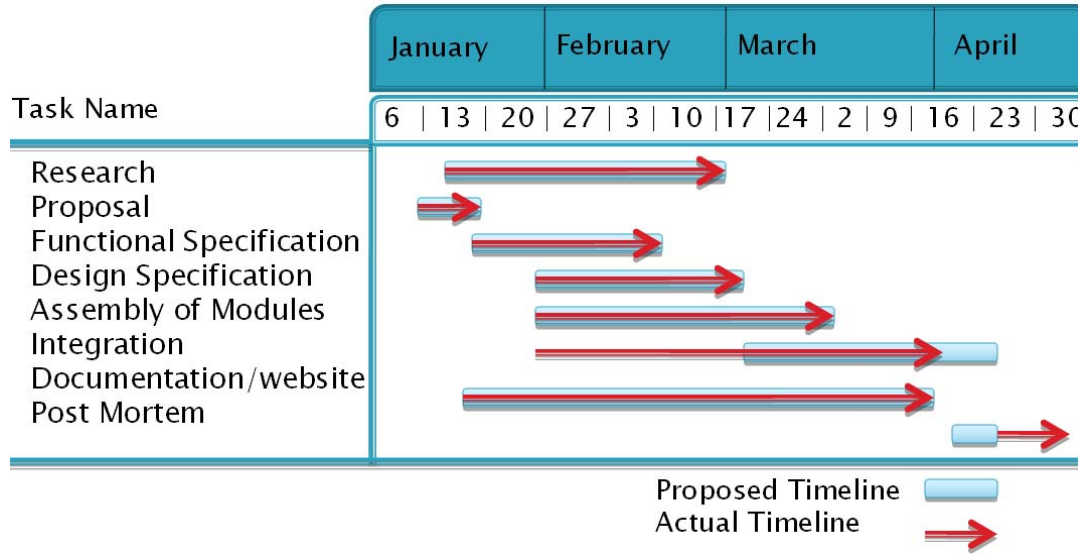 January February March April
Task Name
6 | 13 | 20 | 27 | 3 | 10 |17 |24 | 2 | 9 | 16 | 23 | 30
Research
Proposal
Functional Specification
Design Specification
Assembly of Modules
Integration
Documentation/website
Post Mortem
Proposed Timeline
Actual Timeline